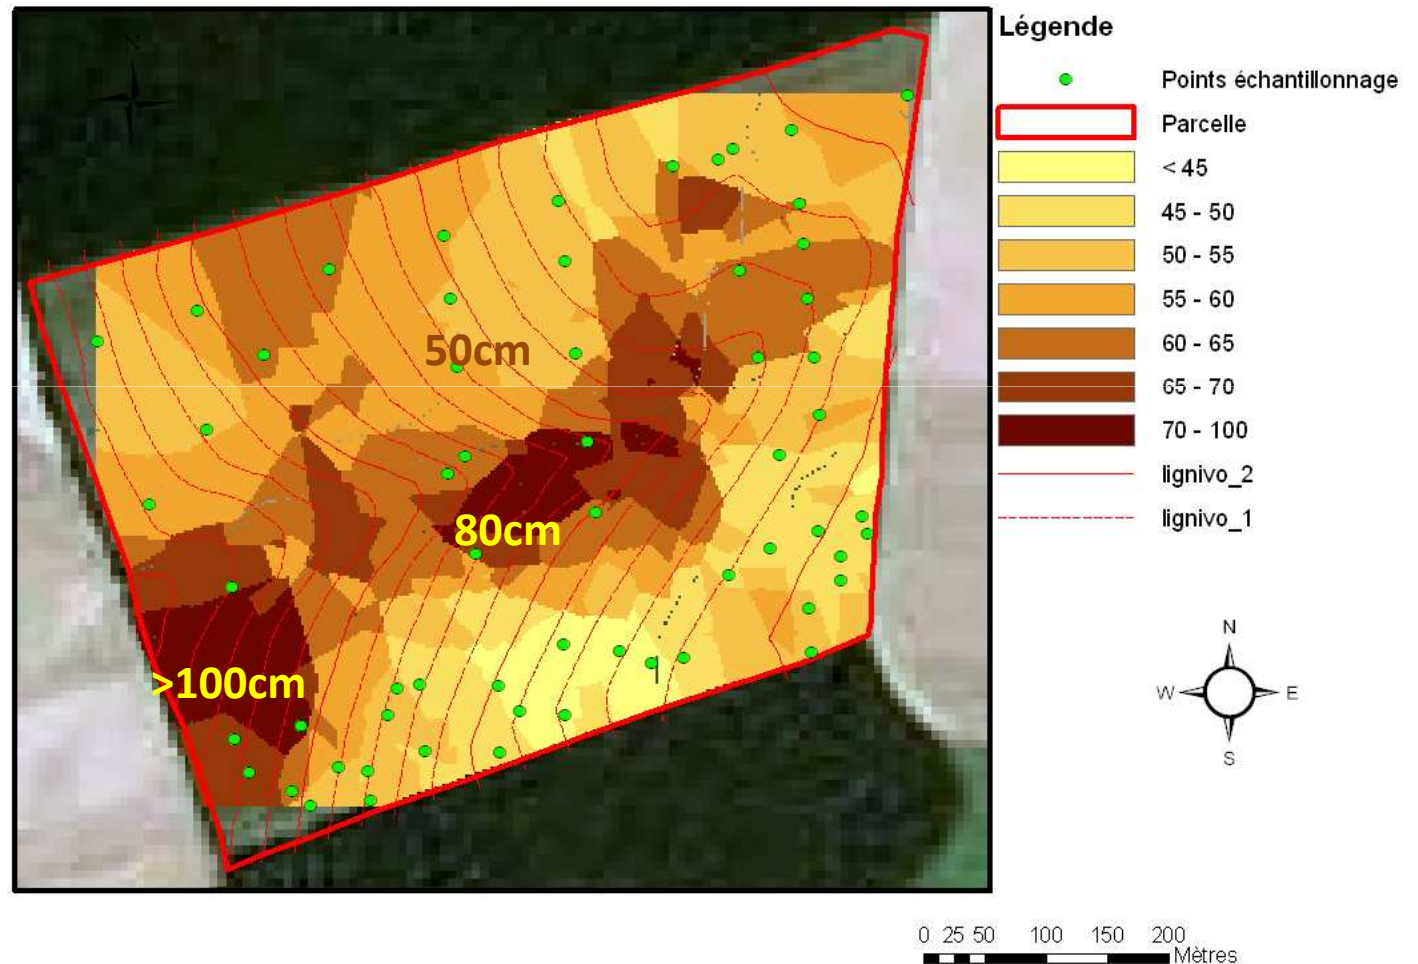 N
50cm
80cm
>100cm
Légende
Points échantillonnage
Parcelle
< 45
45 - 50
50 - 55
55 - 60
60 - 65
65 - 70
70 - 100
lignivo_2
lignivo_1
N
W E
S
0 25 50 100 150 200
Mètres